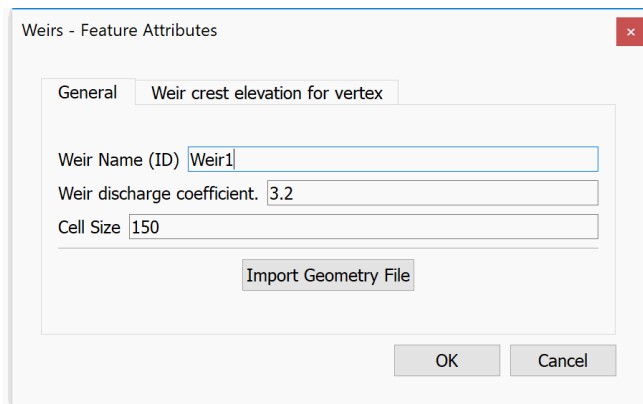 Weirs - Feature Attributes
×
General Weir crest elevation for vertex
Weir Name (ID) Weir1
Weir discharge coefficient. 3.2
Cell Size 150
Import Geometry File
OK Cancel